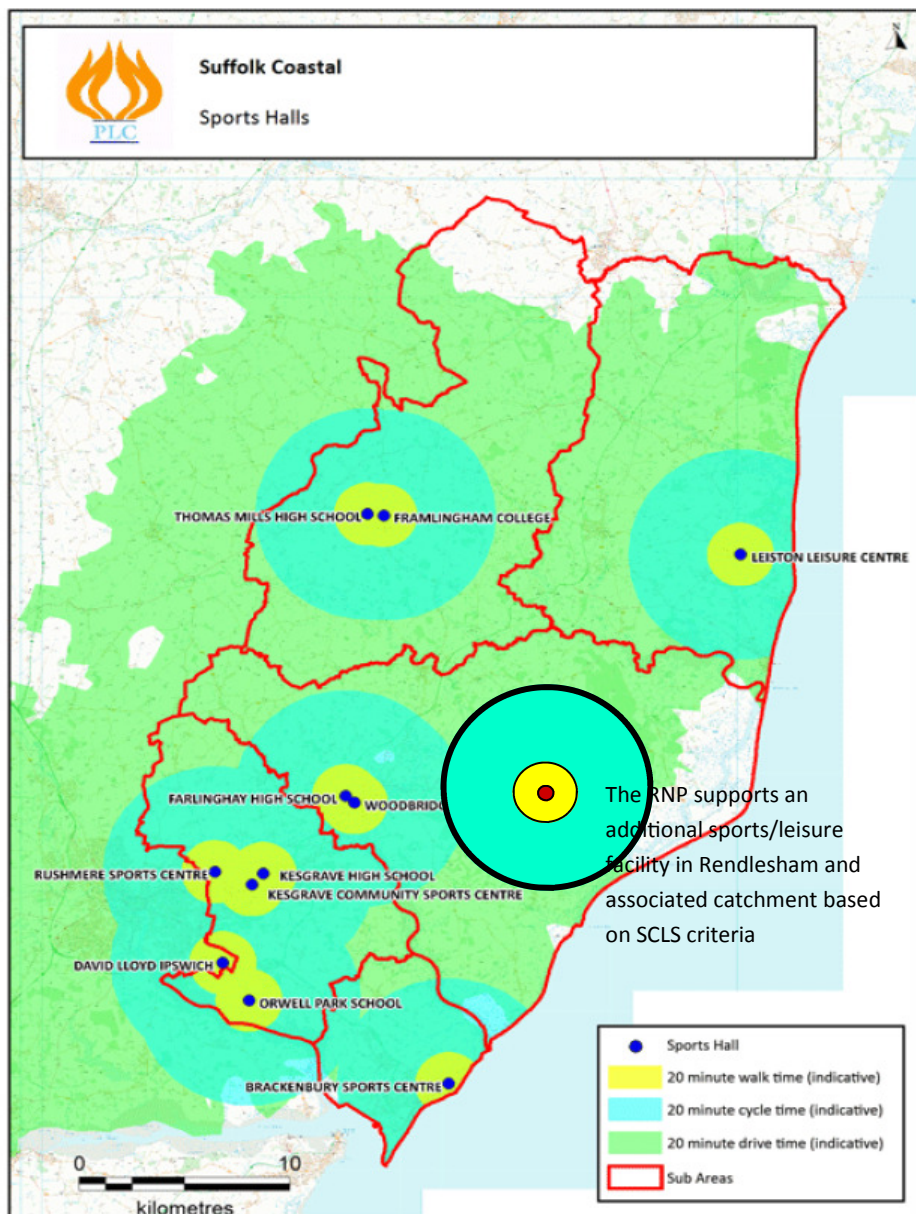 Suffolk Coastal
Sports Halls
PLC
N
THOMAS MILLS HIGH SCHOOL
FRAMLINGHAM COLLEGE
LEISTON LEISURE CENTRE
FARLINGHAY HIGH SCHOOL
RUSHMERE SPORTS CENTRE
KESGRAVE HIGH SCHOOL
KESGRAVE COMMUNITY SPORTS CENTRE
DAVID LLOYD IPSWICH
ORWELL PARK SCHOOL
BRACKENBURY SPORTS CENTRE
The RNP supports an
additional sports/leisure
facility in Rendlesham and
associated catchment based
on SCLS criteria
Sports Hall
20 minute walk time (indicative)
20 minute cycle time (indicative)
20 minute drive time (indicative)
Sub Areas
0 10
kilometres